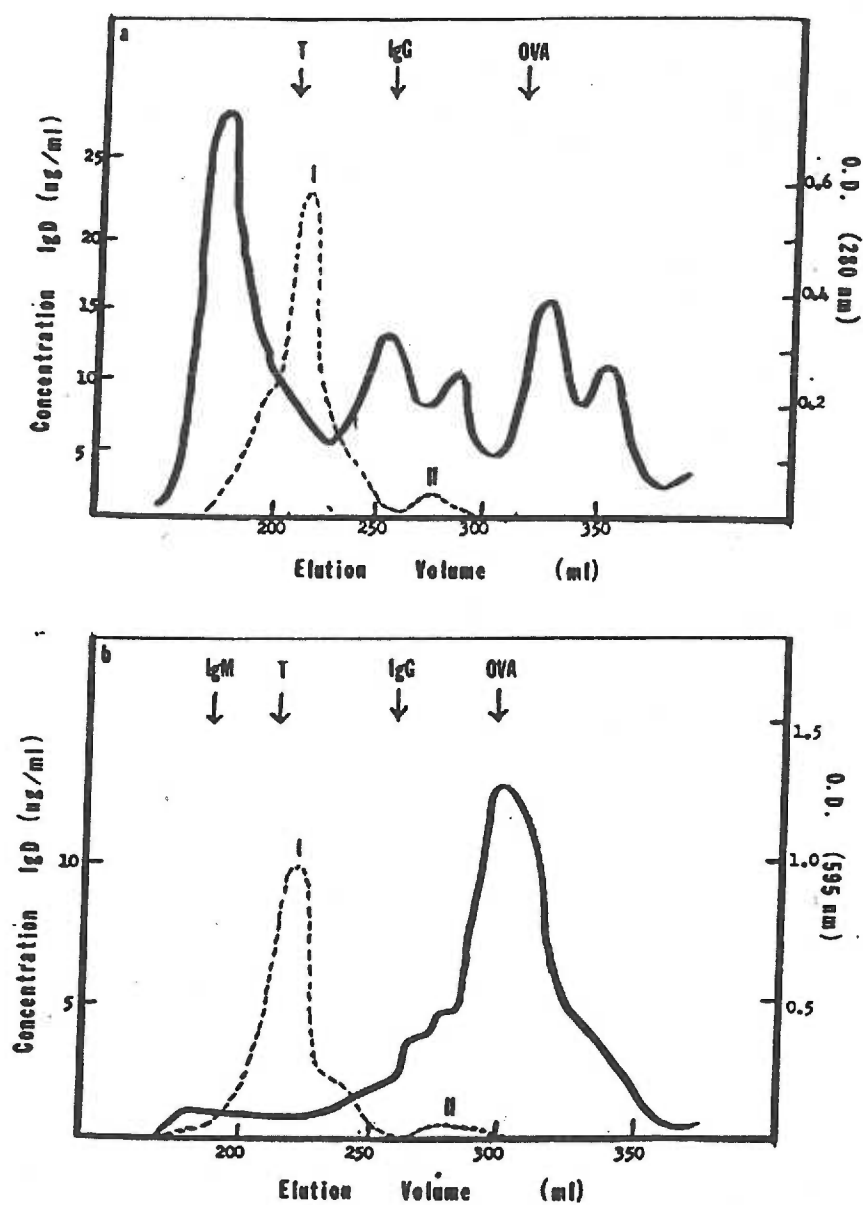 a
T IgG OVA
I
II
25
20
15
10
5
0.6
0.4
0.2
200 250 300 350
Concentration IgD (ug/ml)
O.D. (280 nm)
Elution Volume (ml)
b
IgM T IgG OVA
I
II
10
5
1.5
1.0
0.5
200 250 300 350
Concentration IgD (ug/ml)
O.D. (595 nm)
Elution Volume (ml)